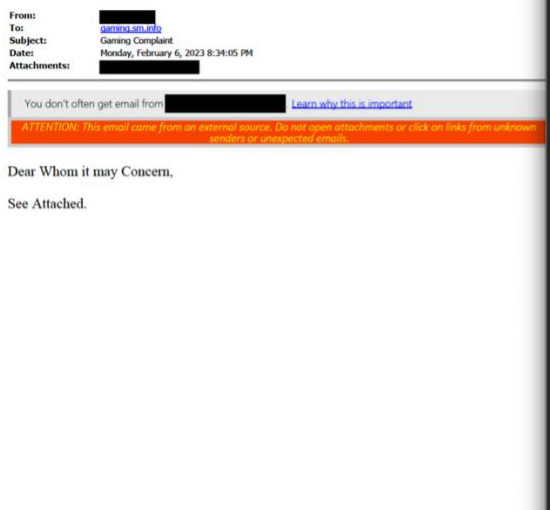 From:
To: gaming.sm.info
Subject: Gaming Complaint
Date: Monday, February 6, 2023 8:34:05 PM
Attachments:
You don't often get email from Learn why this is important
ATTENTION: This email came from an external source. Do not open attachments or click on links from unknown
senders or unexpected emails.
Dear Whom it may Concern,
See Attached.